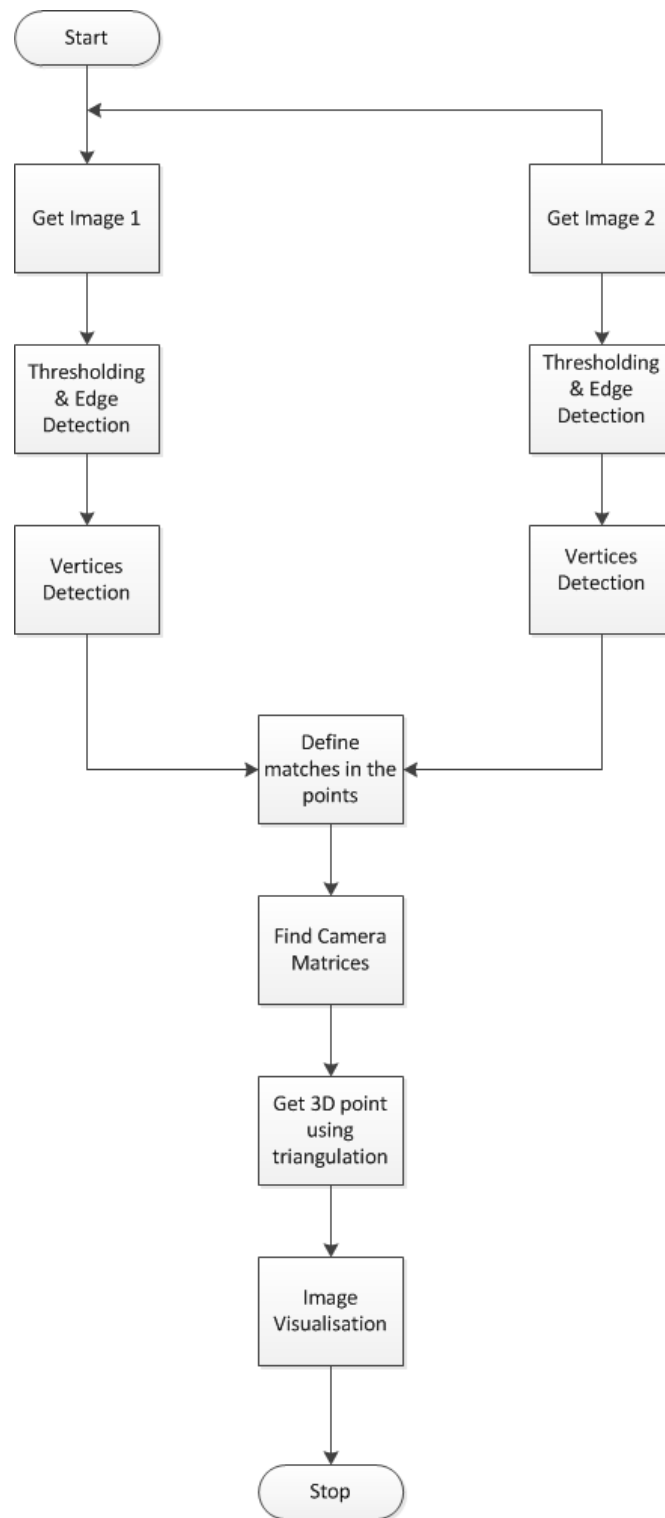 Start
Get Image 1
Get Image 2
Thresholding
& Edge
Detection
Thresholding
& Edge
Detection
Vertices
Detection
Vertices
Detection
Define
matches in the
points
Find Camera
Matrices
Get 3D point
using
triangulation
Image
Visualisation
Stop